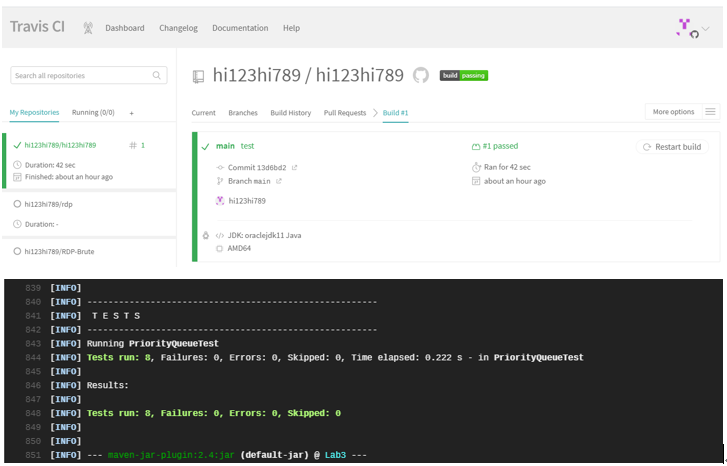 Travis CI Dashboard Changelog Documentation Help
Search all repositories
My Repositories Running (0/0) +
hi123hi789/hi123hi789 # 1
Duration: 42 sec
Finished: about an hour ago
hi123hi789/rdp
Duration: -
hi123hi789/RDP-Brute
hi123hi789 / hi123hi789 build passing
Current Branches Build History Pull Requests Build #1 More options
main test #1 passed Restart build
Commit 13d6bd2 Ran for 42 sec
Branch main about an hour ago
hi123hi789
JDK: oraclejdk11 Java
AMD64
839 [INFO]
840 [INFO] -------------------------------------------------------
841 [INFO] T E S T S
842 [INFO] -------------------------------------------------------
843 [INFO] Running PriorityQueueTest
844 [INFO] Tests run: 8, Failures: 0, Errors: 0, Skipped: 0, Time elapsed: 0.222 s - in PriorityQueueTest
845 [INFO]
846 [INFO] Results:
847 [INFO]
848 [INFO] Tests run: 8, Failures: 0, Errors: 0, Skipped: 0
849 [INFO]
850 [INFO]
851 [INFO] --- maven-jar-plugin:2.4:jar (default-jar) @ Lab3 ---